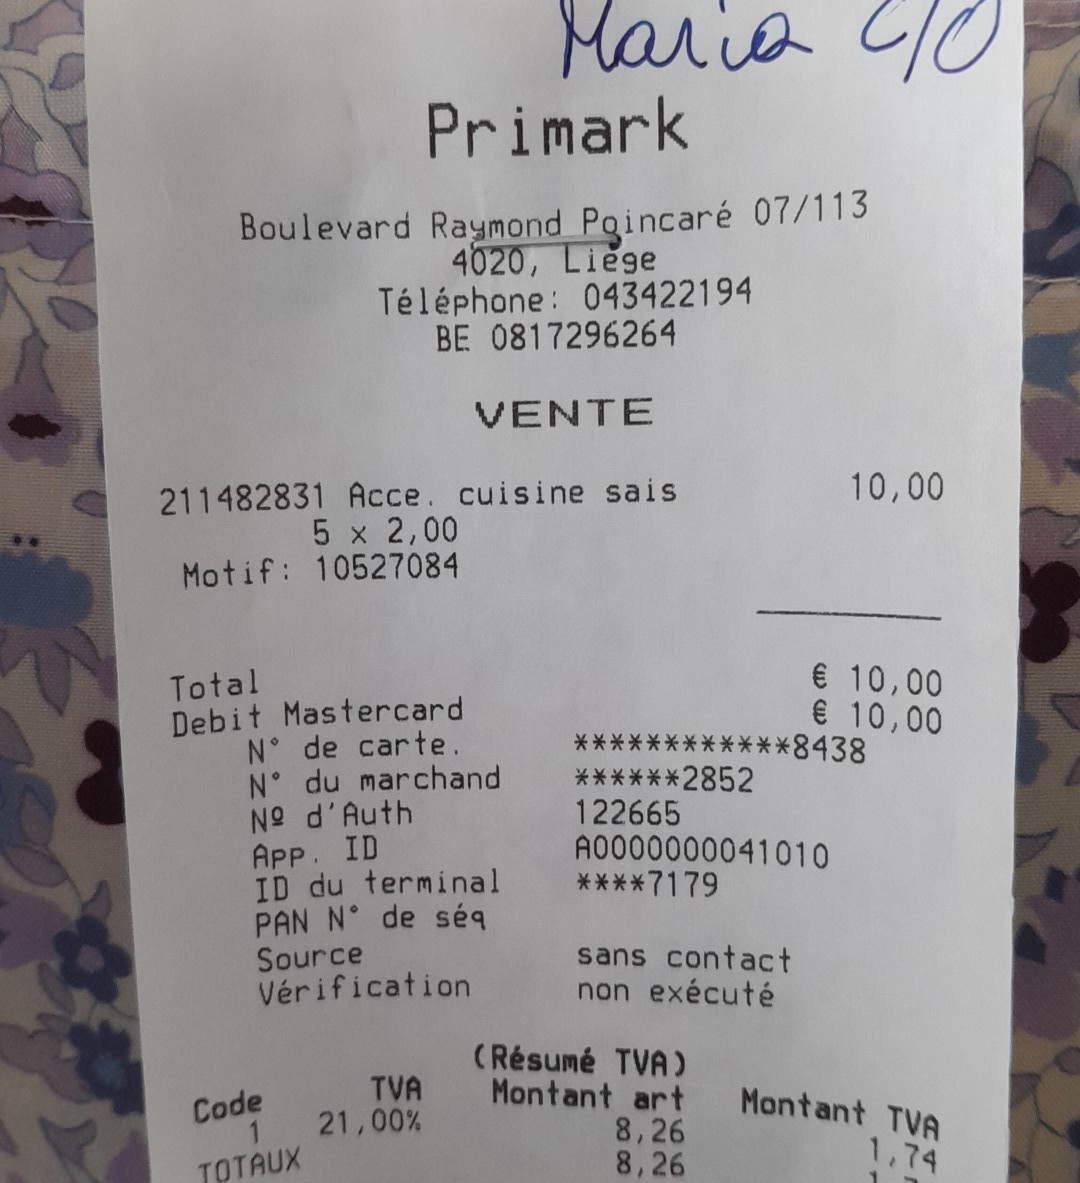 Maria C/O
Primark
Boulevard Raymond Poincaré 07/113
4020, Liège
Téléphone: 043422194
BE 0817296264
VENTE
211482831 Acce. cuisine sais 10,00
5 x 2,00
Motif: 10527084
Total € 10,00
Debit Mastercard € 10,00
N° de carte. ************8438
N° du marchand ******2852
Nº d'Auth 122665
App. ID A0000000041010
ID du terminal ****7179
PAN N° de séq
Source sans contact
Vérification non exécuté
(Résumé TVA)
Code TVA Montant art Montant TVA
1 21,00% 8,26 1,74
TOTAUX 8,26